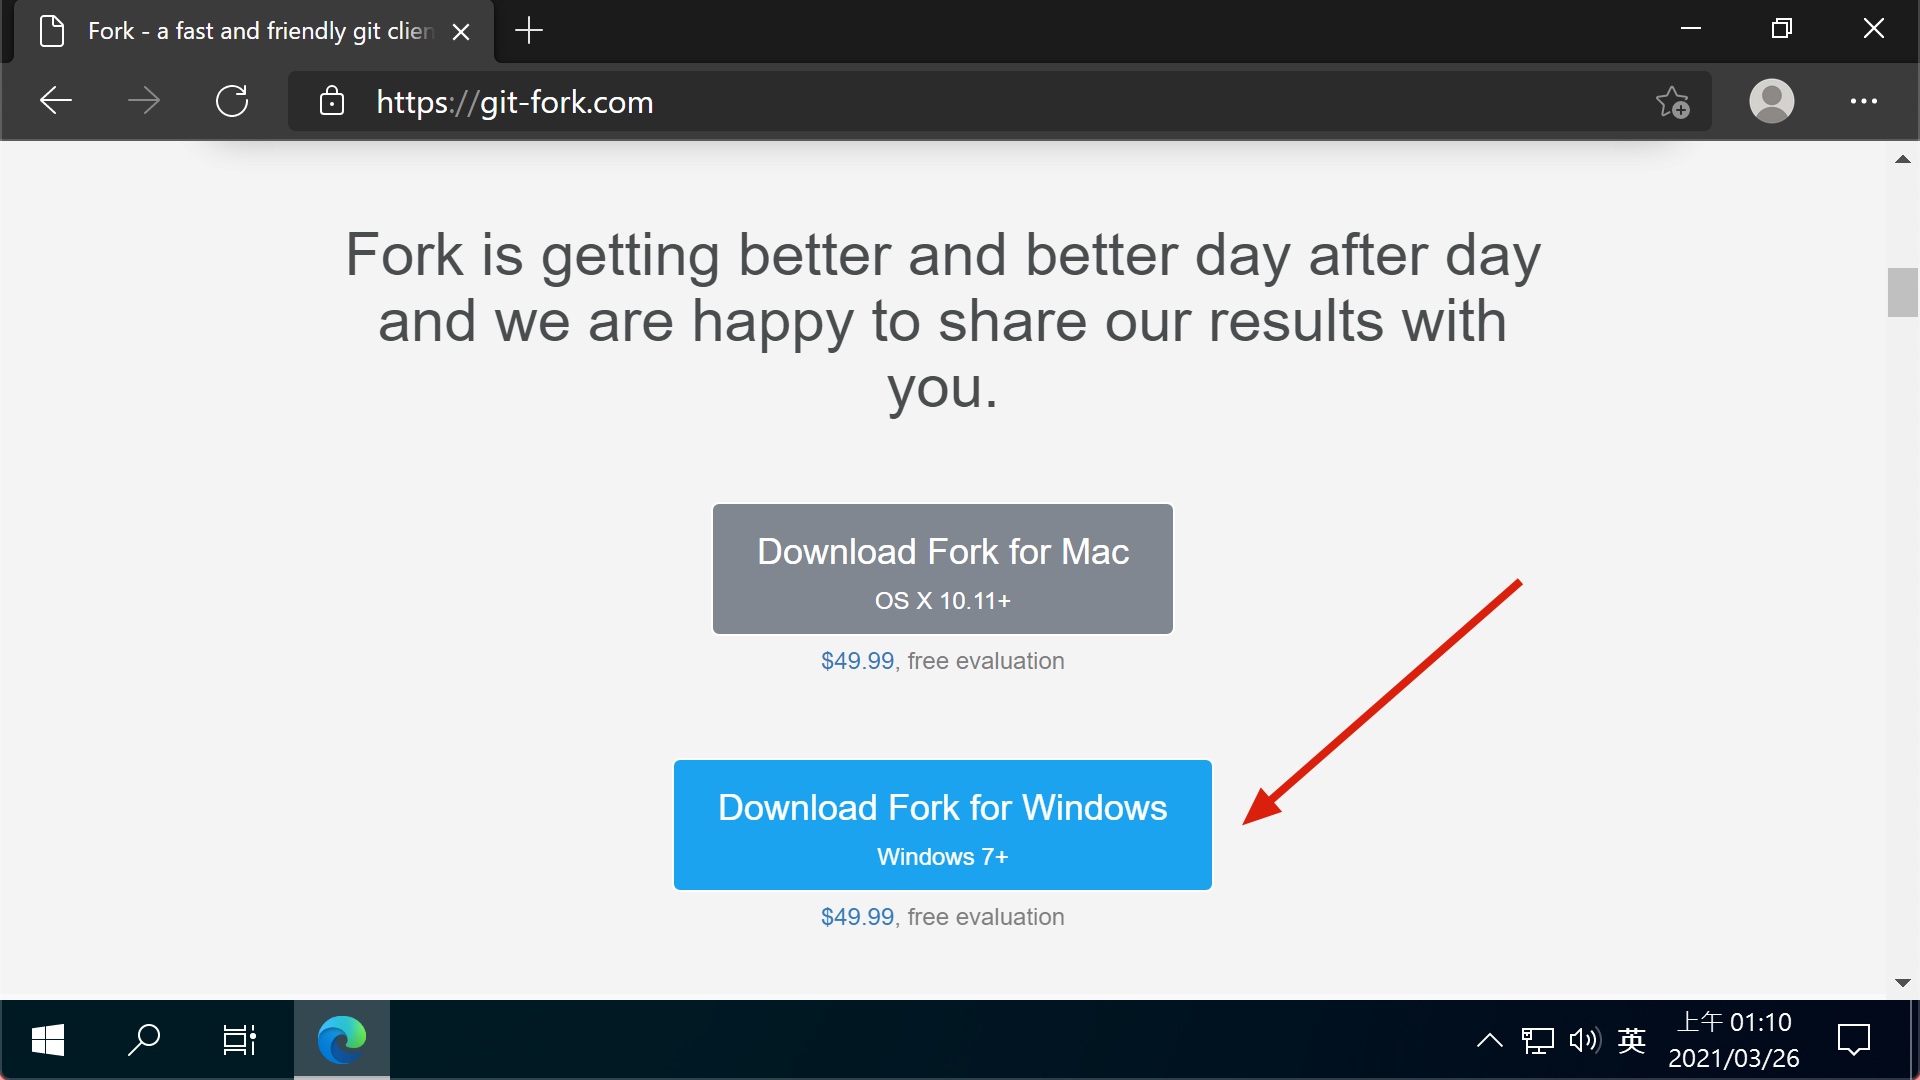 Fork - a fast and friendly git clien
https://git-fork.com
Fork is getting better and better day after day
and we are happy to share our results with
you.
Download Fork for Mac
OS X 10.11+
$49.99, free evaluation
Download Fork for Windows
Windows 7+
$49.99, free evaluation
英
上午 01:10
2021/03/26